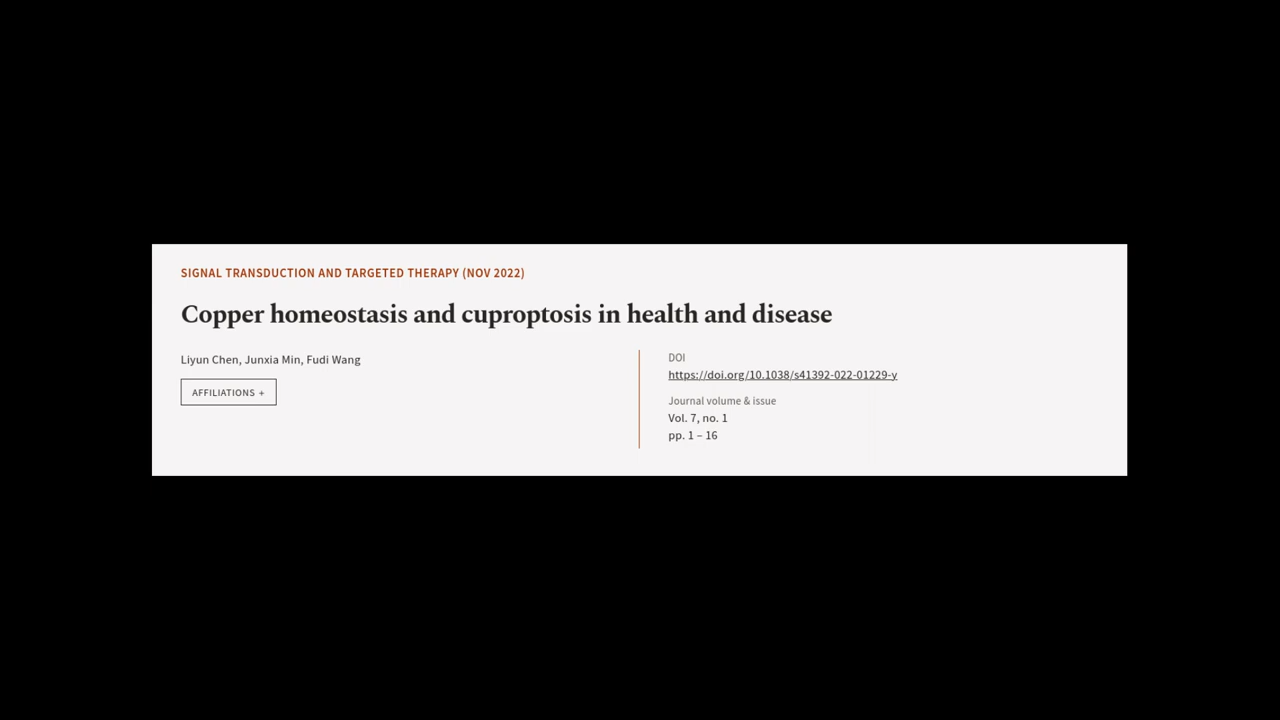 SIGNAL TRANSDUCTION AND TARGETED THERAPY (NOV 2022)
Copper homeostasis and cuproptosis in health and disease
Liyun Chen, Junxia Min, Fudi Wang
AFFILIATIONS +
DOI
https://doi.org/10.1038/s41392-022-01229-y
Journal volume & issue
Vol. 7, no. 1
pp. 1 – 16